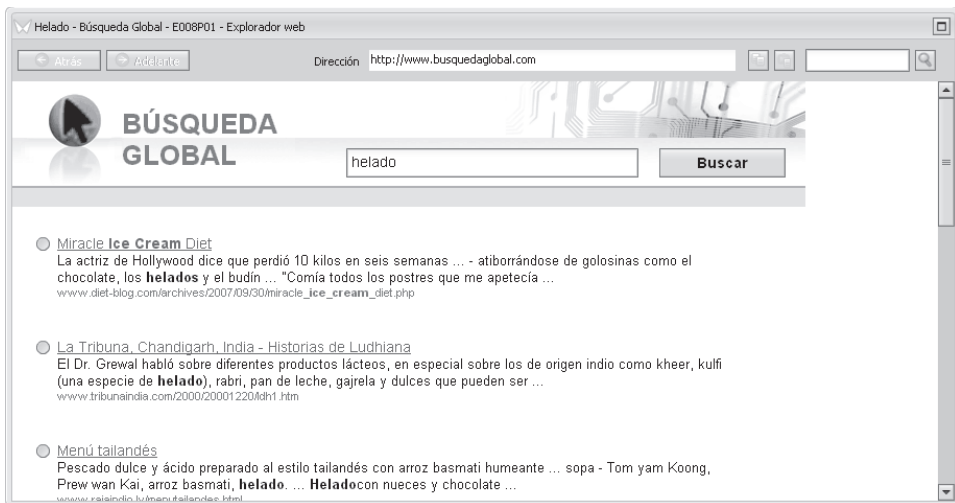 Helado - Búsqueda Global - E008P01 - Explorador web
Atrás Adelante Dirección http://www.busquedaglobal.com
BÚSQUEDA
GLOBAL
helado Buscar
Miracle Ice Cream Diet
La actriz de Hollywood dice que perdió 10 kilos en seis semanas ... - atiborrándose de golosinas como el
chocolate, los helados y el budín ... "Comía todos los postres que me apetecía ...
www.diet-blog.com/archives/2007/09/30/miracle_ice_cream_diet.php
La Tribuna, Chandigarh, India - Historias de Ludhiana
El Dr. Grewal habló sobre diferentes productos lácteos, en especial sobre los de origen indio como kheer, kulfi
(una especie de helado), rabri, pan de leche, gajrela y dulces que pueden ser ...
www.tribunaindia.com/2000/20001220/ldh1.htm
Menú tailandés
Pescado dulce y ácido preparado al estilo tailandés con arroz basmati humeante ... sopa - Tom yam Koong,
Prew wan Kai, arroz basmati, helado. ... Heladocon nueces y chocolate ...
www.rajaindio.lv/menutailandes.html